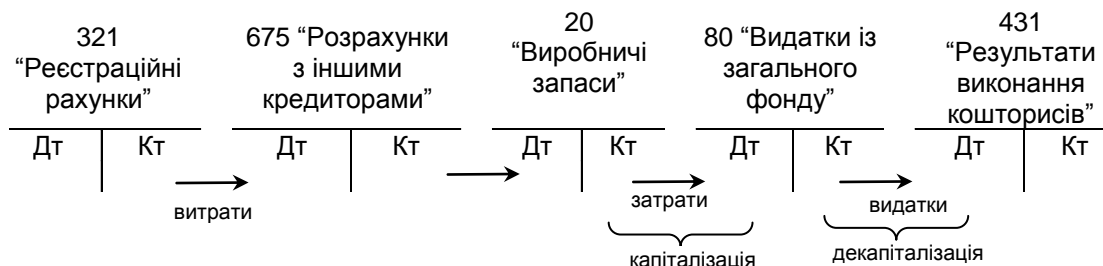 321
“Реєстраційні
рахунки”
675 “Розрахунки
з іншими
кредиторами”
20
“Виробничі
запаси”
80 “Видатки із
загального
фонду”
431
“Результати
виконання
кошторисів”
Дт Кт Дт Кт Дт Кт Дт Кт Дт Кт
витрати затрати видатки
капіталізація декапіталізація